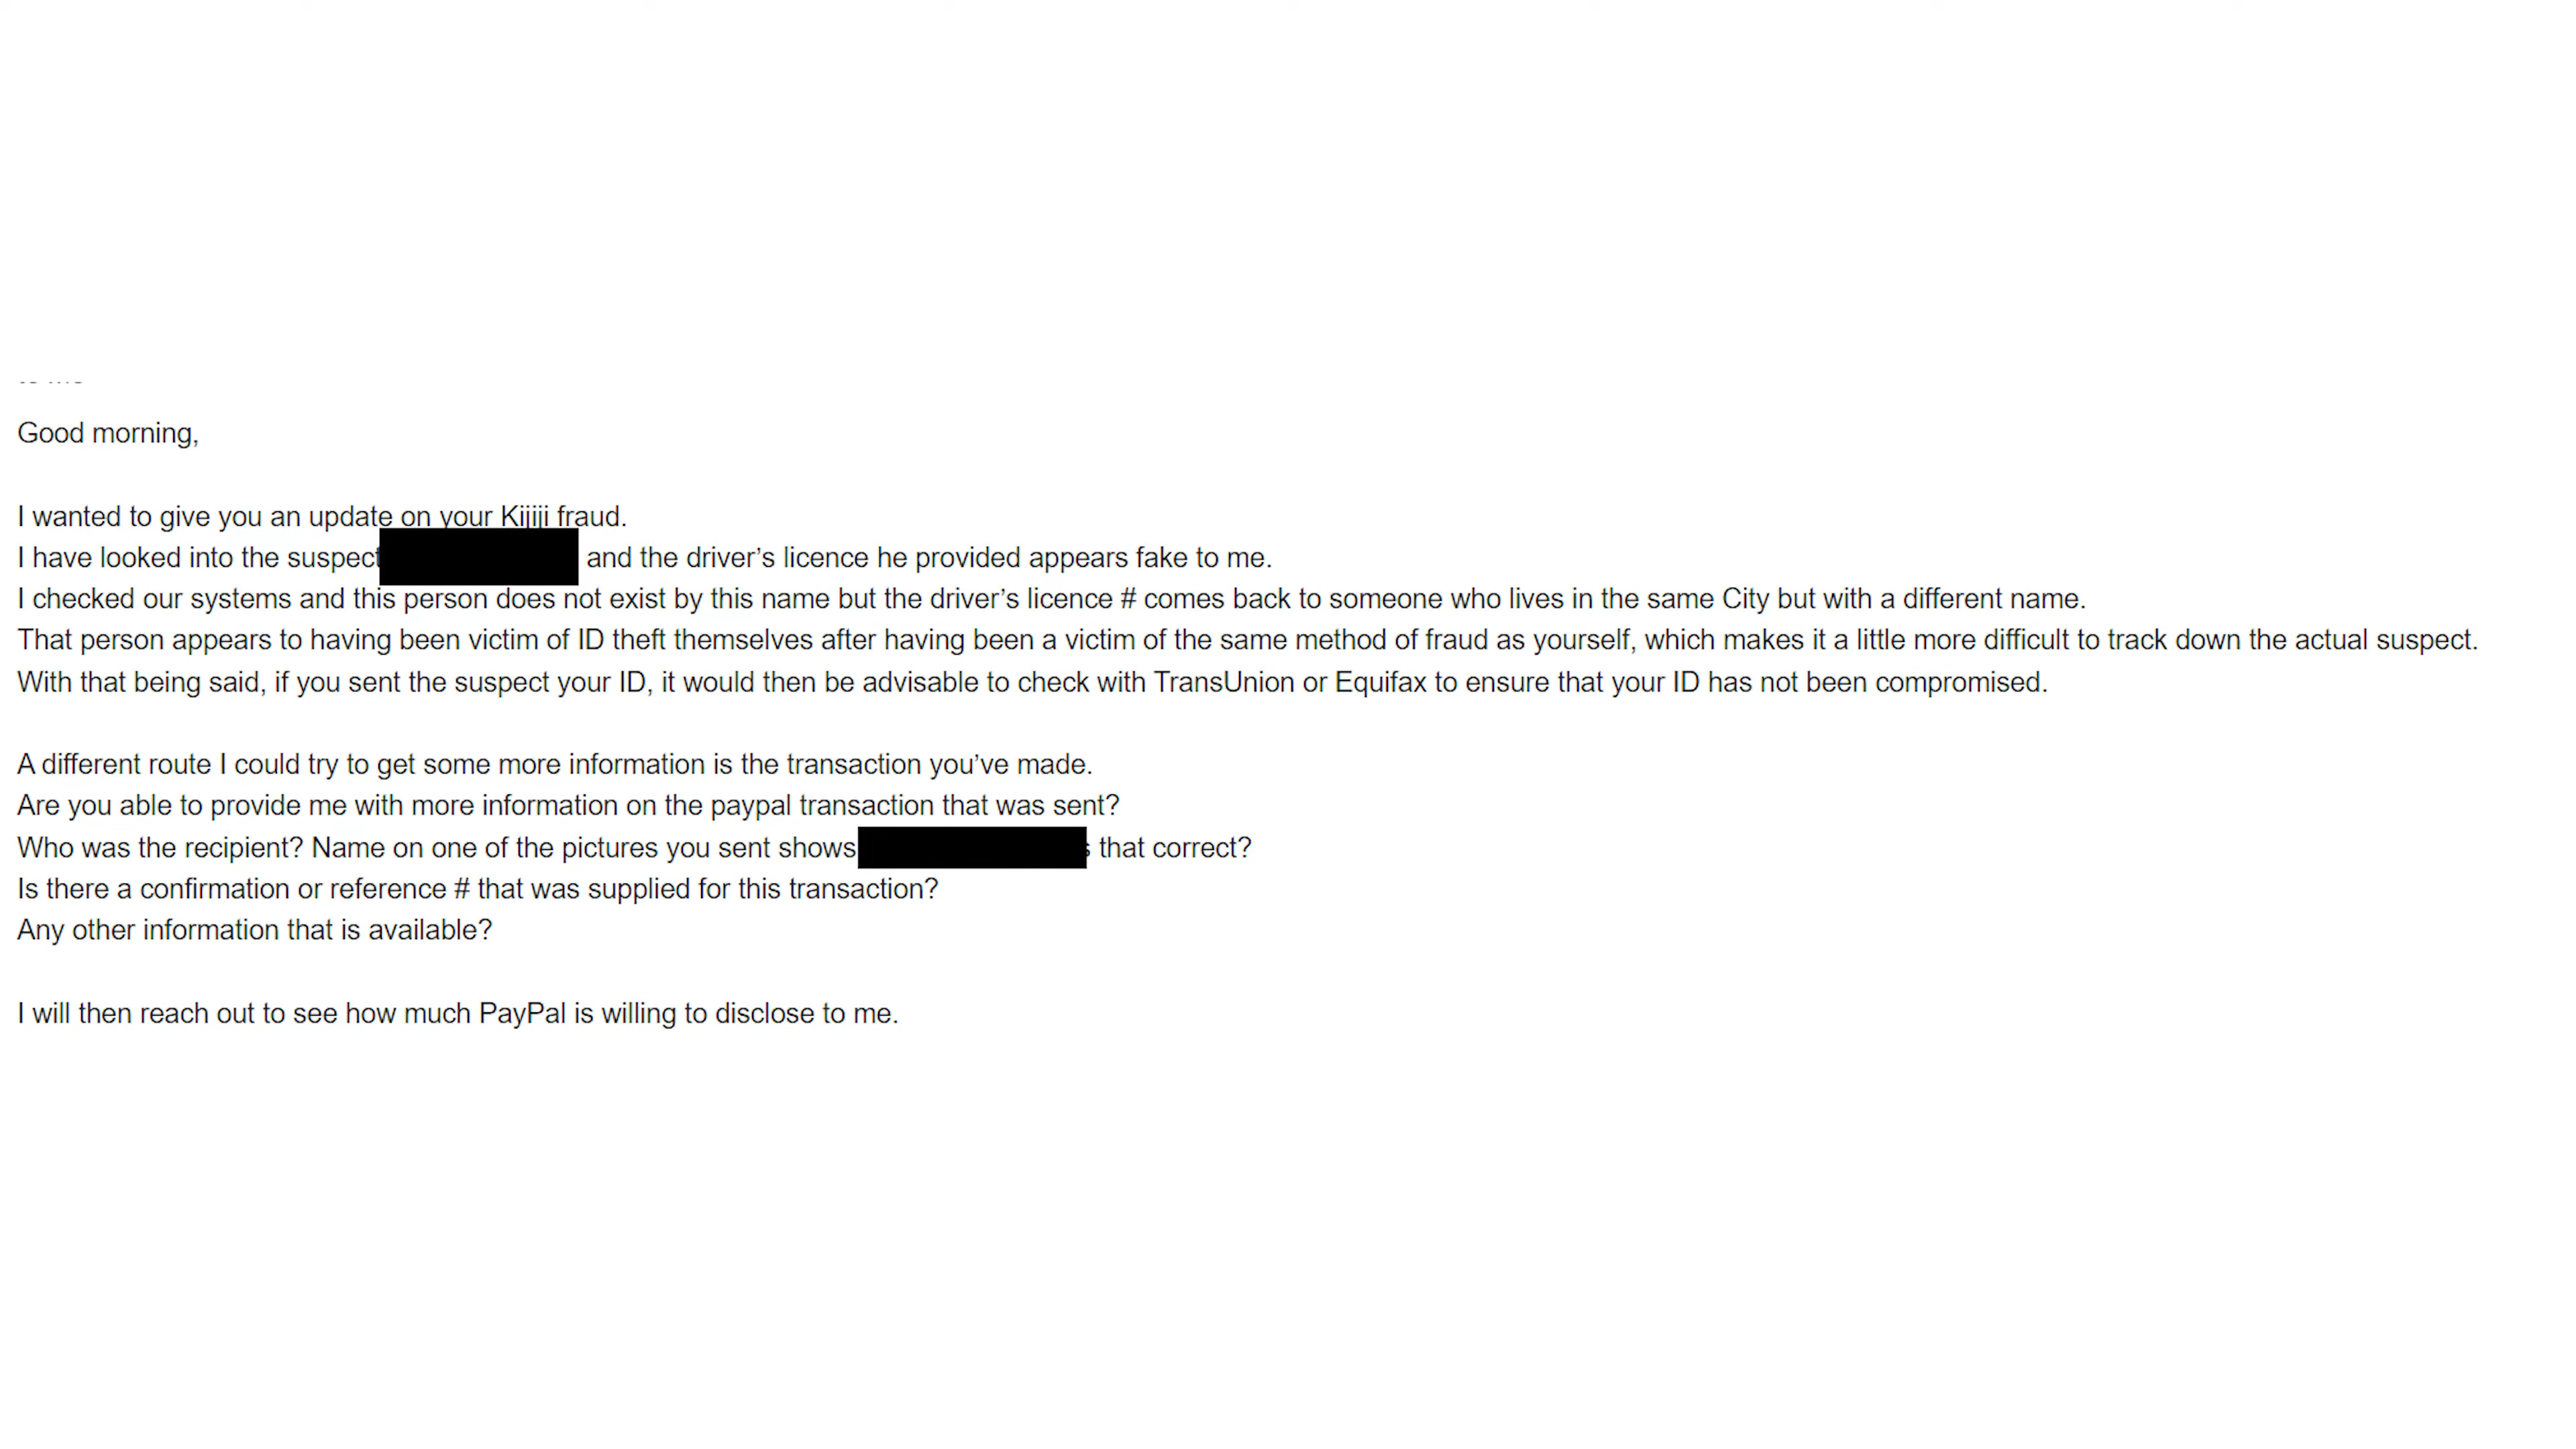 Good morning,
I wanted to give you an update on your Kijiji fraud.
I have looked into the suspect and the driver's licence he provided appears fake to me.
I checked our systems and this person does not exist by this name but the driver's licence # comes back to someone who lives in the same City but with a different name.
That person appears to having been victim of ID theft themselves after having been a victim of the same method of fraud as yourself, which makes it a little more difficult to track down the actual suspect.
With that being said, if you sent the suspect your ID, it would then be advisable to check with TransUnion or Equifax to ensure that your ID has not been compromised.
A different route I could try to get some more information is the transaction you've made.
Are you able to provide me with more information on the paypal transaction that was sent?
Who was the recipient? Name on one of the pictures you sent shows that correct?
Is there a confirmation or reference # that was supplied for this transaction?
Any other information that is available?
I will then reach out to see how much PayPal is willing to disclose to me.